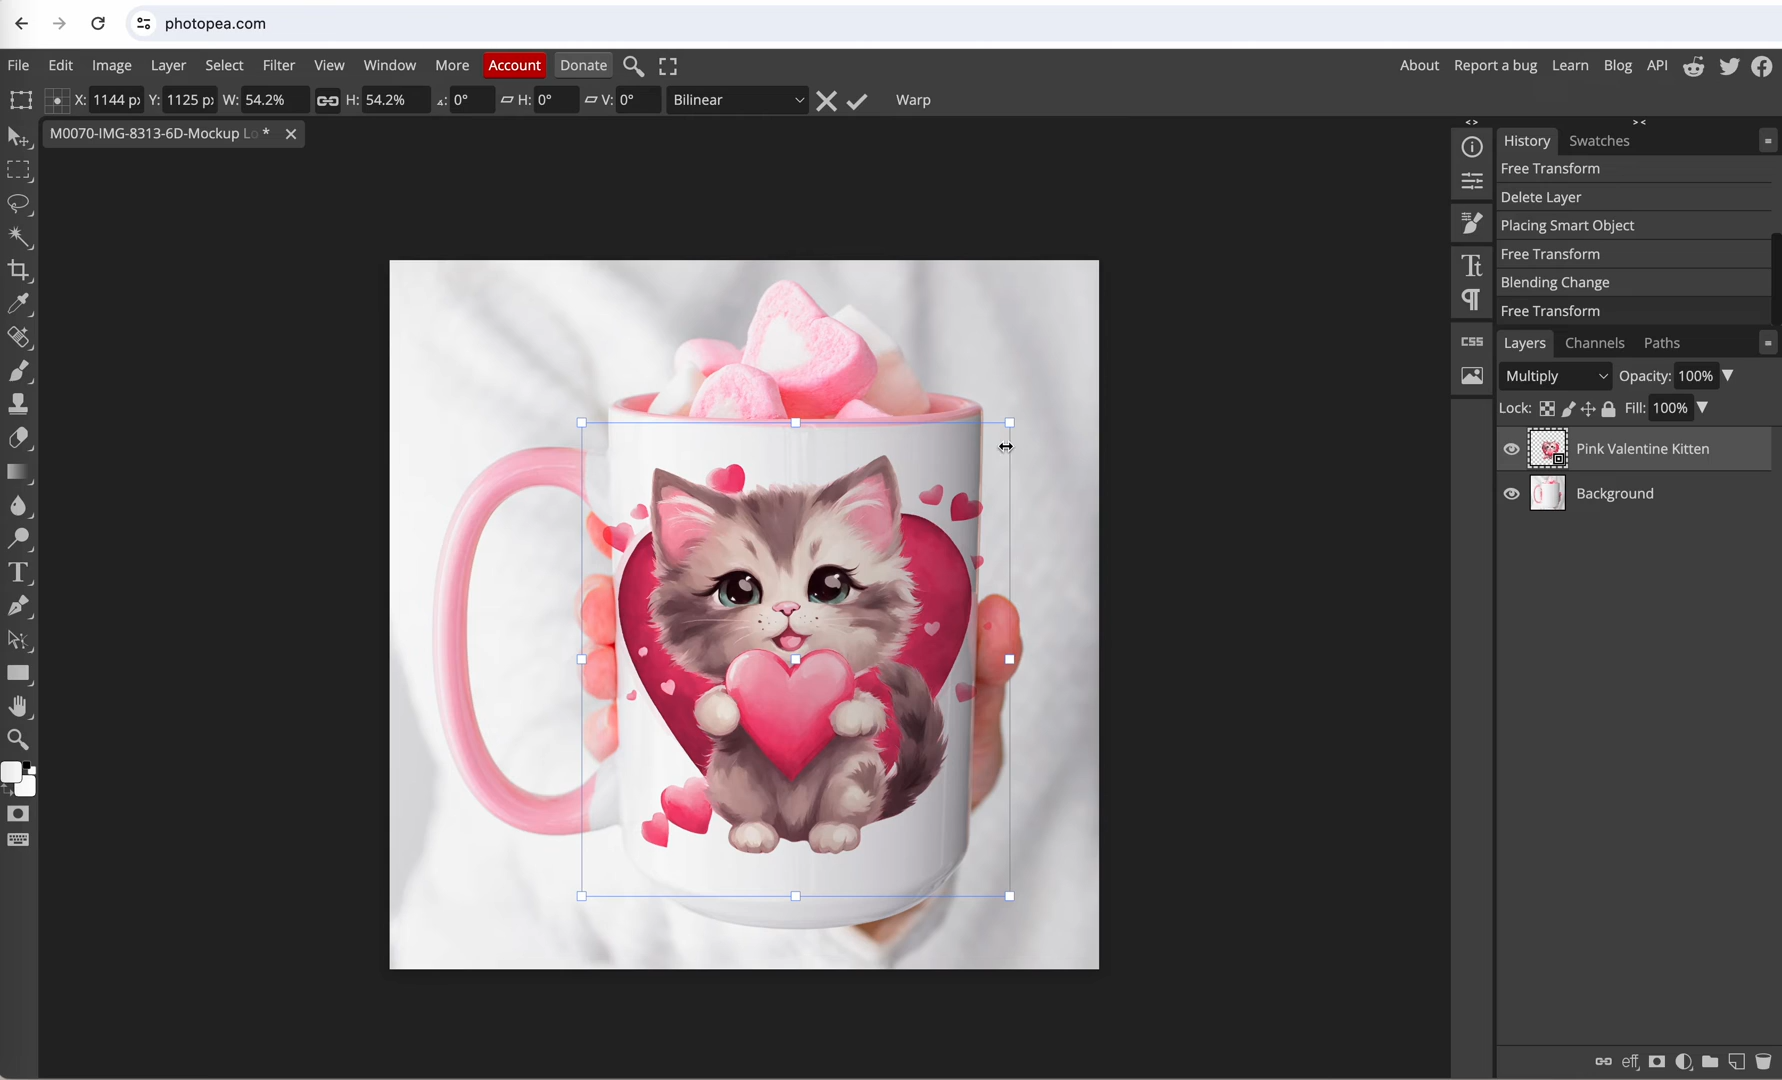 photopea.com
File Edit Image Layer Select Filter View Window More Account Donate About Report a bug Learn Blog API
X: 1144 px Y: 1125 px W: 54.2% H: 54.2% ⊿: 0° H: 0° V: 0° Bilinear Warp
M0070-IMG-8313-6D-Mockup Lo *
<> ><
History Swatches
Free Transform
Delete Layer
Placing Smart Object
Free Transform
Blending Change
Free Transform
CSS
Layers Channels Paths
Multiply Opacity: 100%
Lock: Fill: 100%
Pink Valentine Kitten
Background
eff